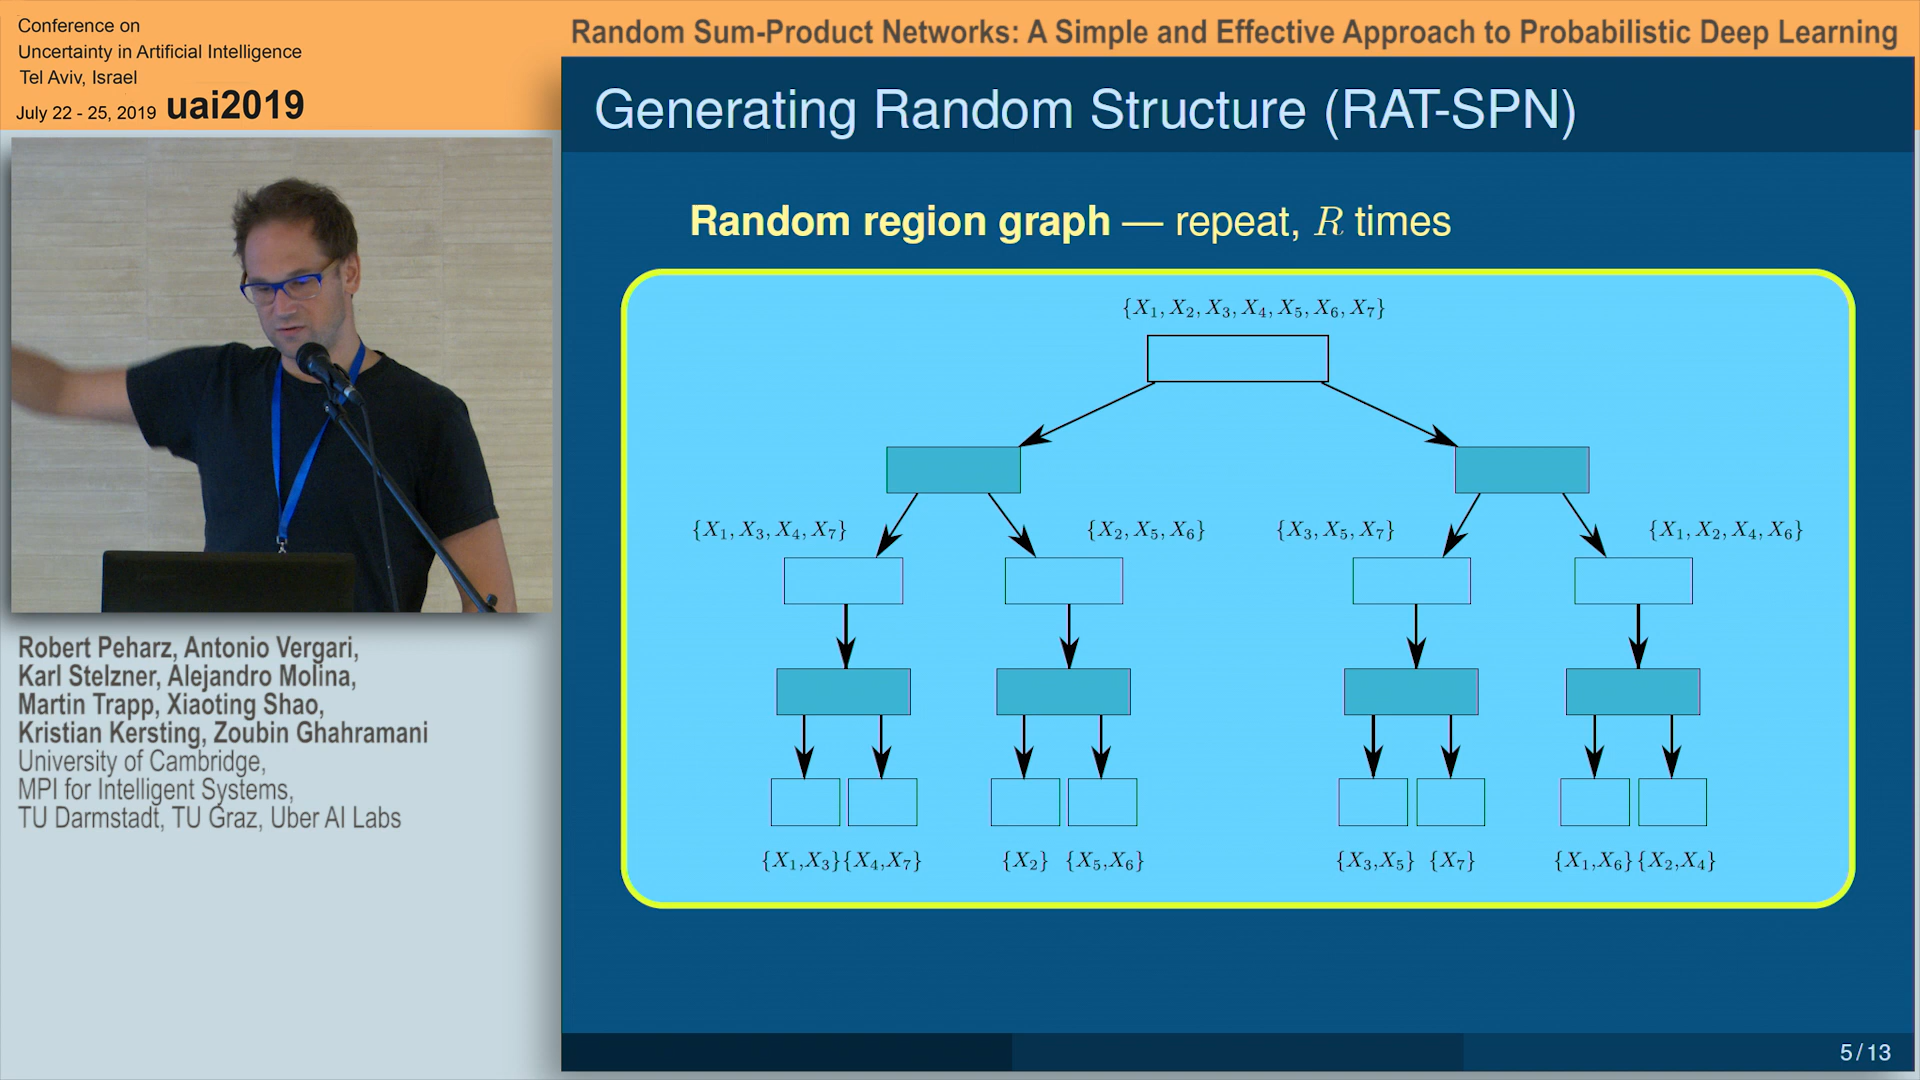 Conference on
Uncertainty in Artificial Intelligence
Tel Aviv, Israel
July 22 - 25, 2019 uai2019
Random Sum-Product Networks: A Simple and Effective Approach to Probabilistic Deep Learning
Generating Random Structure (RAT-SPN)
Random region graph — repeat, R times
{X₁, X₂, X₃, X₄, X₅, X₆, X₇}
{X₁, X₃, X₄, X₇} {X₂, X₅, X₆} {X₃, X₅, X₇} {X₁, X₂, X₄, X₆}
{X₁,X₃} {X₄,X₇} {X₂} {X₅,X₆} {X₃,X₅} {X₇} {X₁,X₆} {X₂,X₄}
5 / 13
Robert Peharz, Antonio Vergari,
Karl Stelzner, Alejandro Molina,
Martin Trapp, Xiaoting Shao,
Kristian Kersting, Zoubin Ghahramani
University of Cambridge,
MPI for Intelligent Systems,
TU Darmstadt, TU Graz, Uber AI Labs